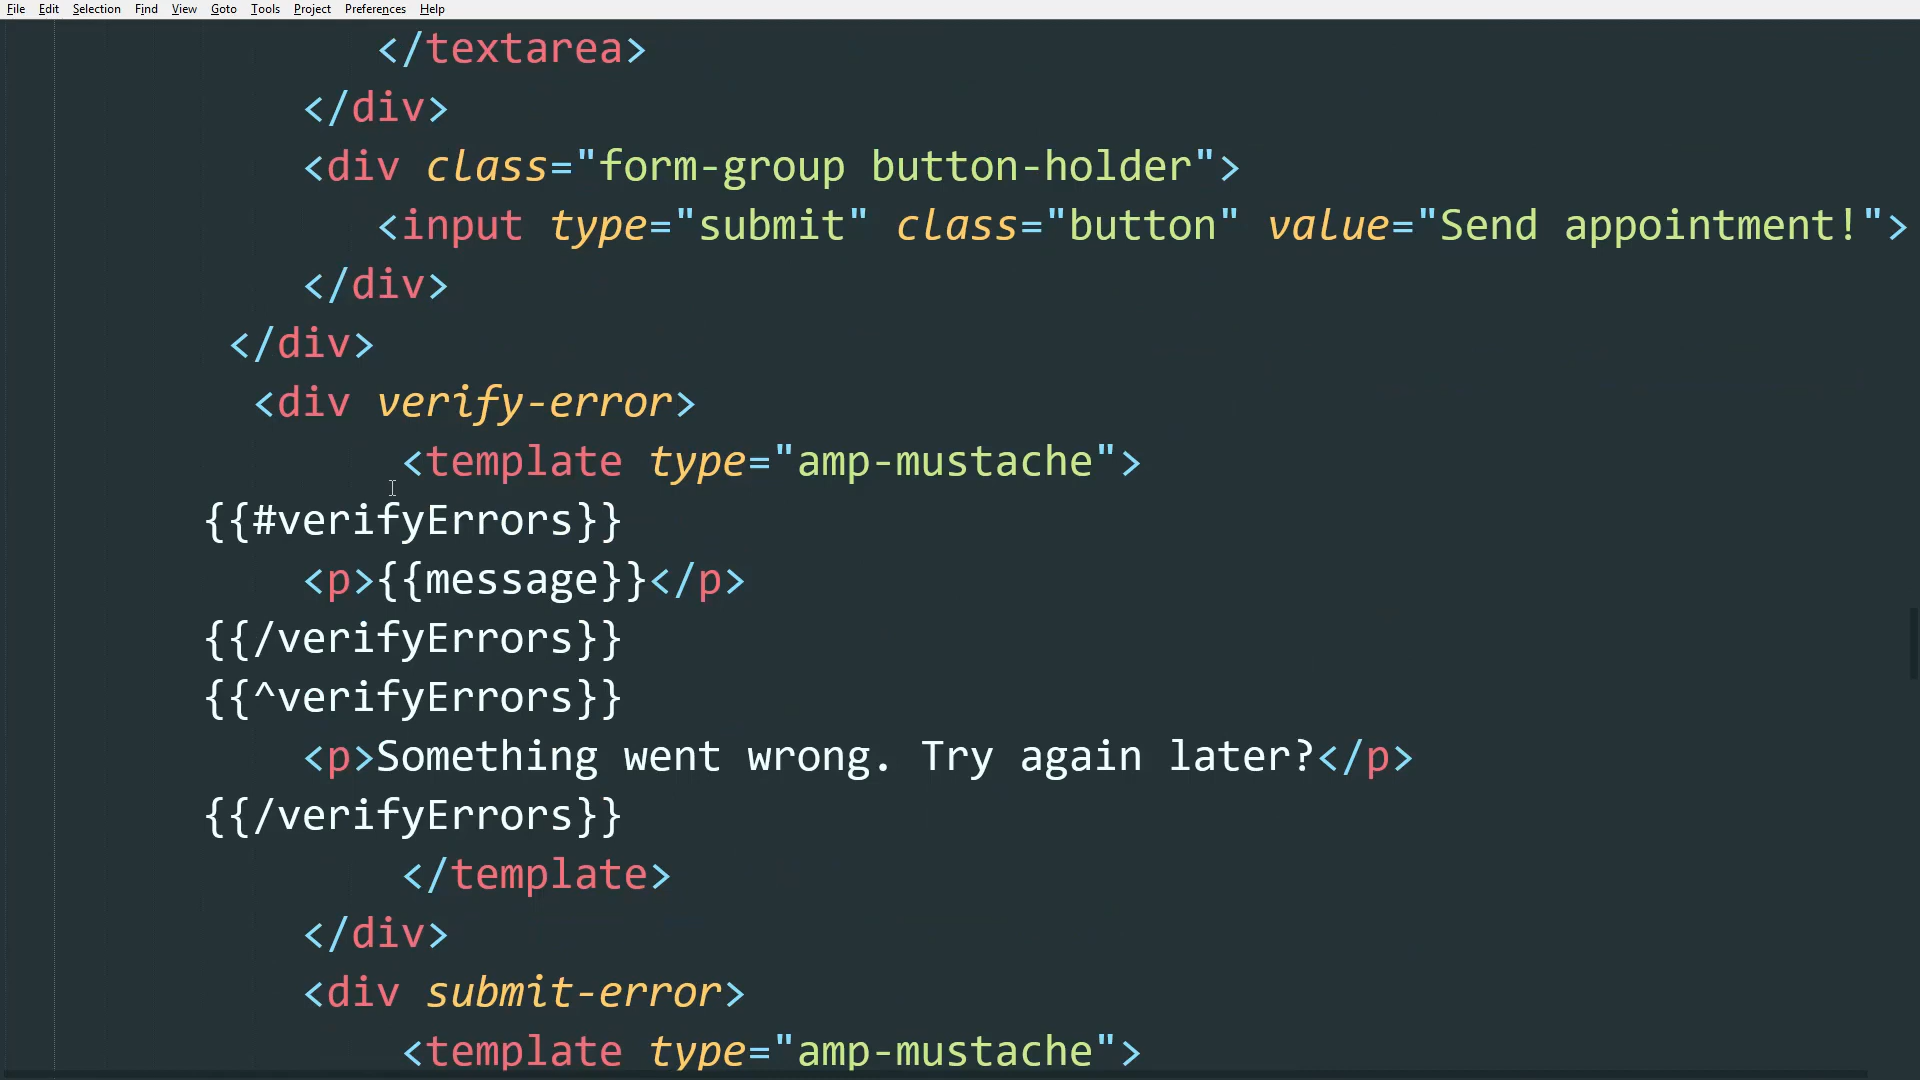 File Edit Selection Find View Goto Tools Project Preferences Help
</textarea>
</div>
<div class="form-group button-holder">
<input type="submit" class="button" value="Send appointment!">
</div>
</div>
<div verify-error>
<template type="amp-mustache">
{{#verifyErrors}}
<p>{{message}}</p>
{{/verifyErrors}}
{{^verifyErrors}}
<p>Something went wrong. Try again later?</p>
{{/verifyErrors}}
</template>
</div>
<div submit-error>
<template type="amp-mustache">